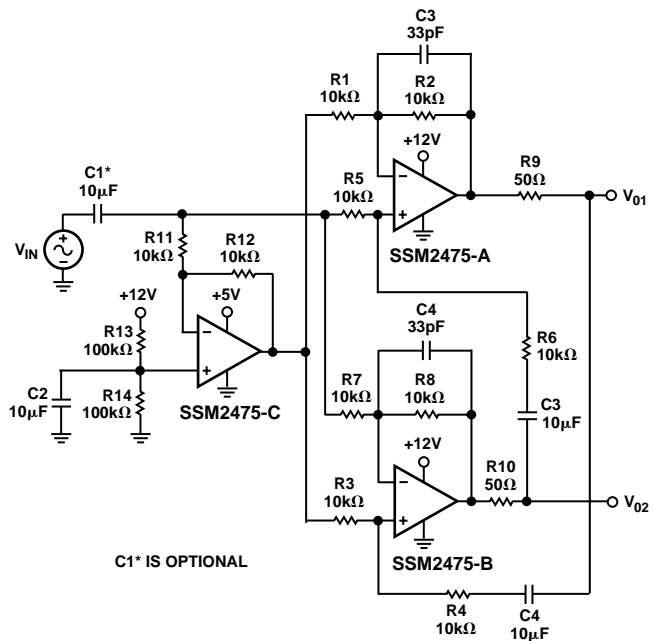 C3
33pF
R1
10kΩ
R2
10kΩ
+12V
C1*
10µF
R5
10kΩ
R9
50Ω
V01
VIN
R11
10kΩ
R12
10kΩ
SSM2475-A
+12V
+5V
R13
100kΩ
C4
33pF
R6
10kΩ
C2
10µF
R14
100kΩ
SSM2475-C
R7
10kΩ
R8
10kΩ
C3
10µF
+12V
R3
10kΩ
R10
50Ω
V02
C1* IS OPTIONAL
SSM2475-B
R4
10kΩ
C4
10µF